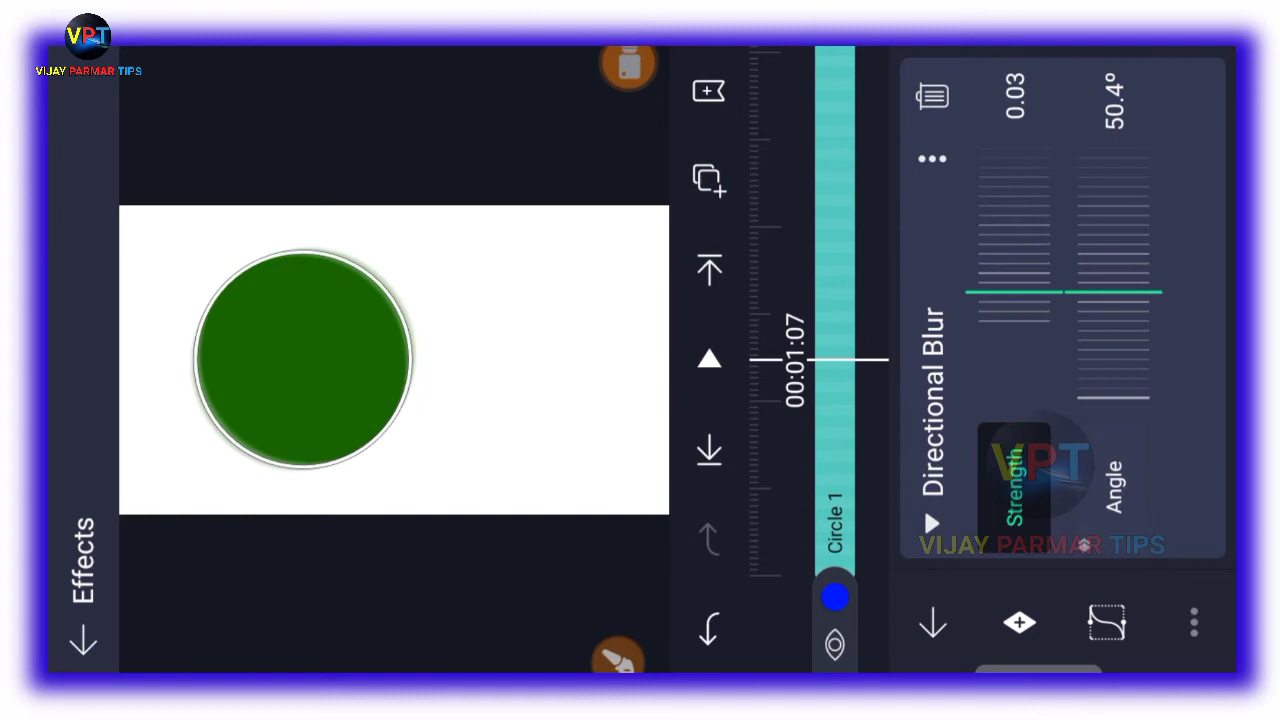 VPT
VIJAY PARMAR TIPS
Effects
00:01:07
Circle 1
Directional Blur
Strength
0.03
Angle
50.4º
VPT
VIJAY PARMAR TIPS